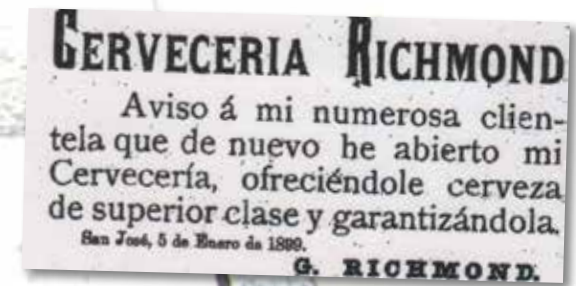 CERVECERIA RICHMOND
Aviso á mi numerosa clien-
tela que de nuevo he abierto mi
Cervecería, ofreciéndole cerveza
de superior clase y garantizándola.
San José, 5 de Enero de 1899.
G. RICHMOND.